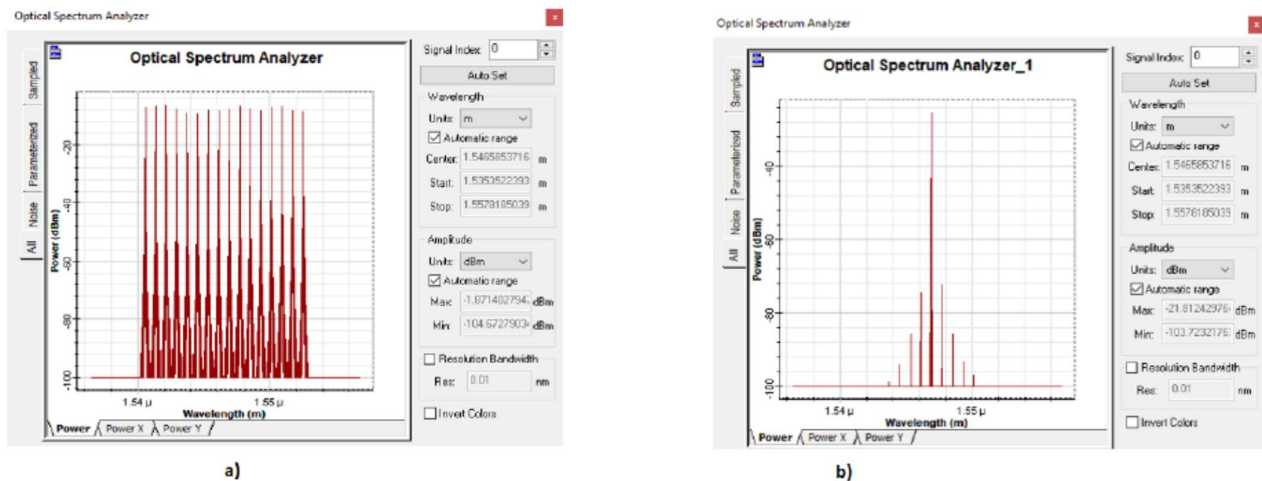 Optical Spectrum Analyzer
x
Optical Spectrum Analyzer
Signal Index: 0
Auto Set
Wavelength
Units: m
Automatic range
Center: 1.5465853716 m
Start: 1.5353522393 m
Stop: 1.5578185039 m
Amplitude
Units: dBm
Automatic range
Max: -1.8714027942 dBm
Min: -104.6727903 dBm
Resolution Bandwidth
Res: 0.01 nm
Invert Colors
Sampled
Parameterized
Noise
All
Power (dBm)
-20
-40
-60
-80
-100
1.54 µ
1.55 µ
Wavelength (m)
Power
Power X
Power Y
a)
Optical Spectrum Analyzer
x
Optical Spectrum Analyzer_1
Signal Index: 0
Auto Set
Wavelength
Units: m
Automatic range
Center: 1.5465853716 m
Start: 1.5353522393 m
Stop: 1.5578185039 m
Amplitude
Units: dBm
Automatic range
Max: -21.81242976 dBm
Min: -103.7232176 dBm
Resolution Bandwidth
Res: 0.01 nm
Invert Colors
Sampled
Parameterized
Noise
All
Power (dBm)
-40
-60
-80
-100
1.54 µ
1.55 µ
Wavelength (m)
Power
Power X
Power Y
b)